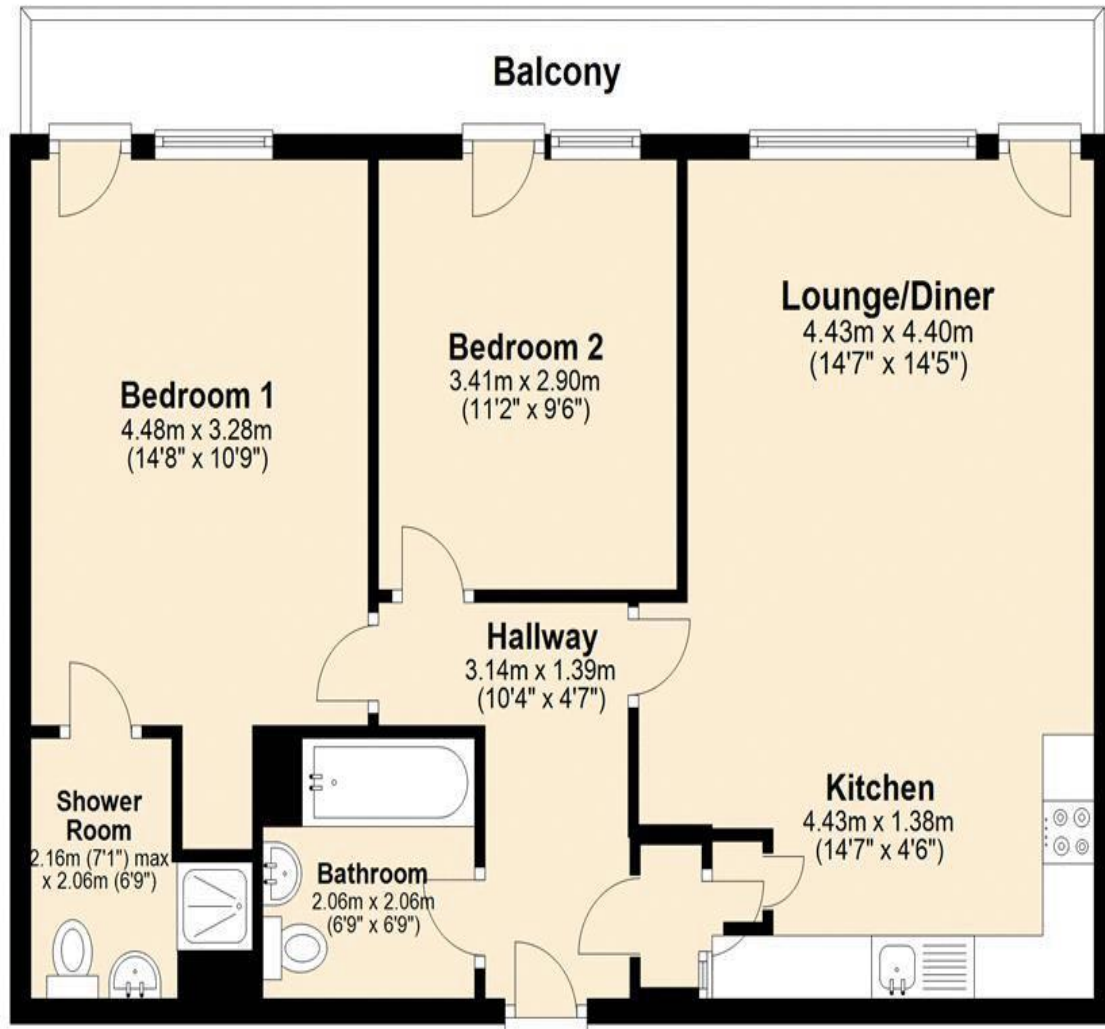 Balcony
Lounge/Diner
4.43m x 4.40m
(14'7" x 14'5")
Bedroom 2
3.41m x 2.90m
(11'2" x 9'6")
Bedroom 1
4.48m x 3.28m
(14'8" x 10'9")
Hallway
3.14m x 1.39m
(10'4" x 4'7")
Kitchen
4.43m x 1.38m
(14'7" x 4'6")
Shower
Room
2.16m (7'1") max
x 2.06m (6'9")
Bathroom
2.06m x 2.06m
(6'9" x 6'9")